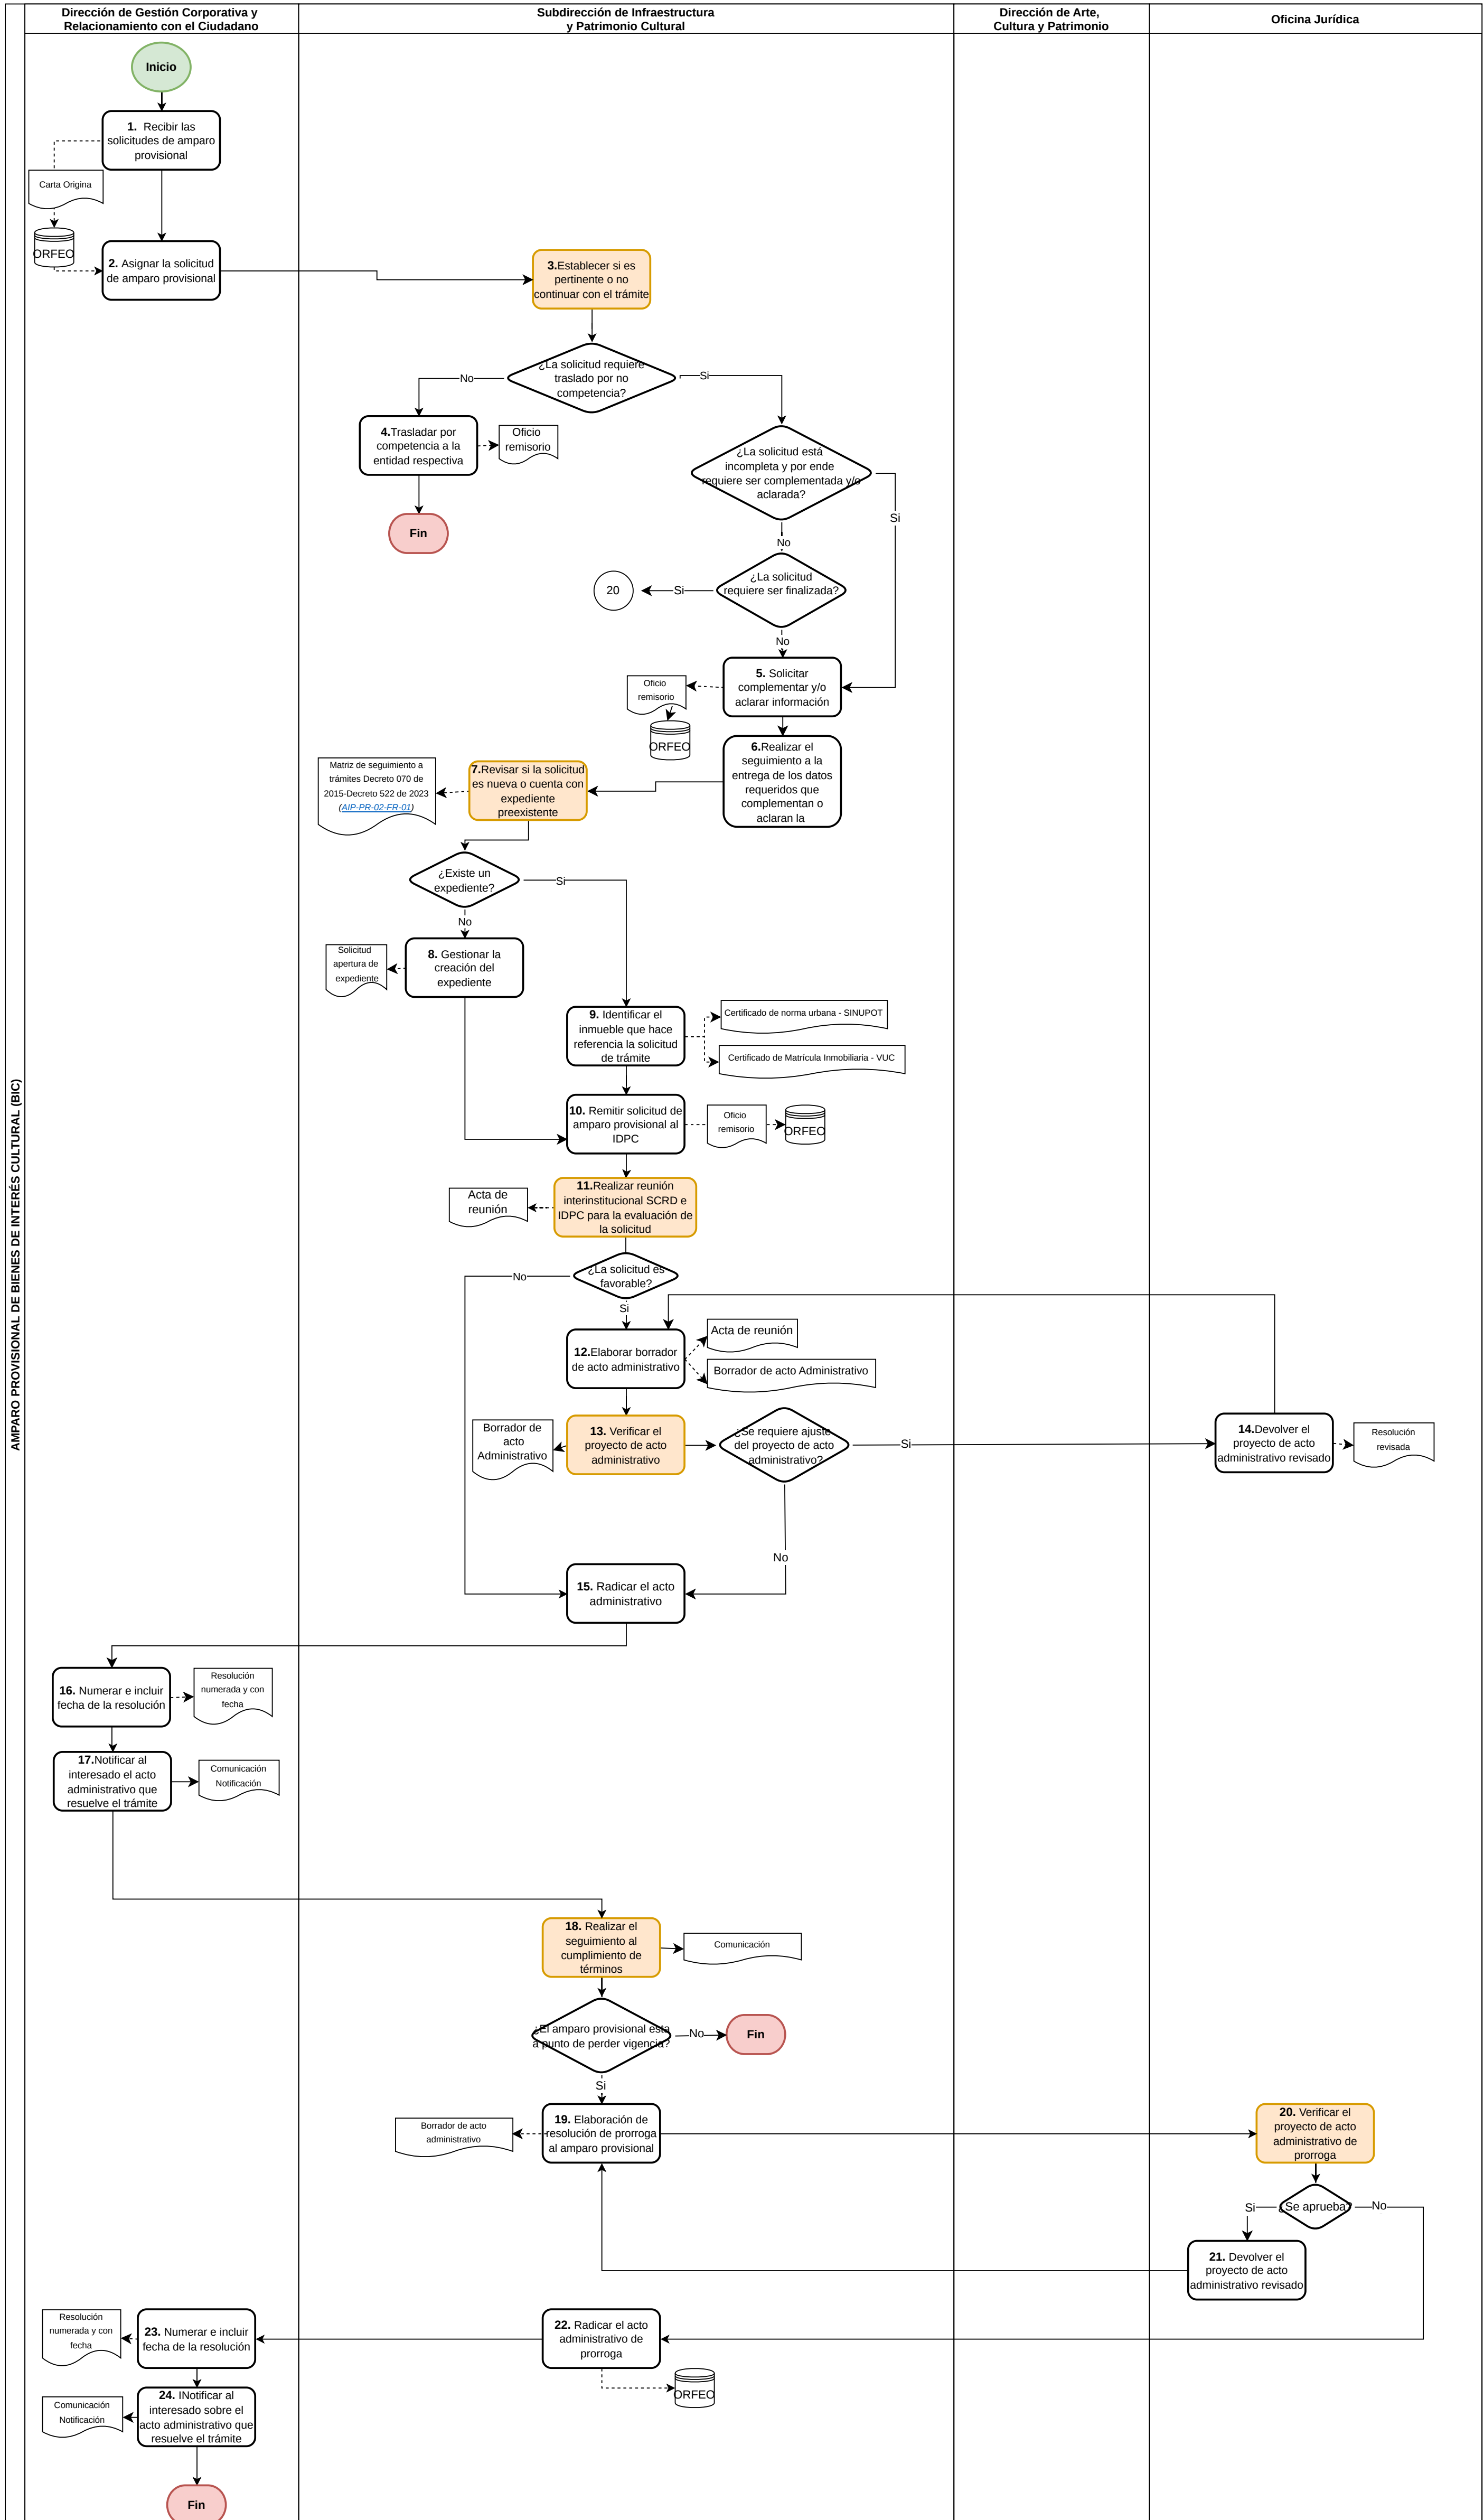 Dirección de Gestión Corporativa y
Relacionamiento con el Ciudadano
Subdirección de Infraestructura
y Patrimonio Cultural
Dirección de Arte,
Cultura y Patrimonio
Oficina Jurídica
AMPARO PROVISIONAL DE BIENES DE INTERÉS CULTURAL (BIC)
Inicio
1. Recibir las
solicitudes de amparo
provisional
Carta Origina
ORFEO
2. Asignar la solicitud
de amparo provisional
3.Establecer si es
pertinente o no
continuar con el trámite
¿La solicitud requiere
traslado por no
competencia?
No
Si
4.Trasladar por
competencia a la
entidad respectiva
Oficio
remisorio
Fin
¿La solicitud está
incompleta y por ende
requiere ser complementada y/o
aclarada?
Si
No
¿La solicitud
requiere ser finalizada?
Si
20
No
5. Solicitar
complementar y/o
aclarar información
Oficio
remisorio
ORFEO
6.Realizar el
seguimiento a la
entrega de los datos
requeridos que
complementan o
aclaran la
7.Revisar si la solicitud
es nueva o cuenta con
expediente
preexistente
Matriz de seguimiento a
trámites Decreto 070 de
2015-Decreto 522 de 2023
(AIP-PR-02-FR-01)
¿Existe un
expediente?
Si
No
8. Gestionar la
creación del
expediente
Solicitud
apertura de
expediente
9. Identificar el
inmueble que hace
referencia la solicitud
de trámite
Certificado de norma urbana - SINUPOT
Certificado de Matrícula Inmobiliaria - VUC
10. Remitir solicitud de
amparo provisional al
IDPC
Oficio
remisorio
ORFEO
11.Realizar reunión
interinstitucional SCRD e
IDPC para la evaluación de
la solicitud
Acta de
reunión
¿La solicitud es
favorable?
No
Si
12.Elaborar borrador
de acto administrativo
Acta de reunión
Borrador de acto Administrativo
13. Verificar el
proyecto de acto
administrativo
Borrador de
acto
Administrativo
¿Se requiere ajuste
del proyecto de acto
administrativo?
Si
No
14.Devolver el
proyecto de acto
administrativo revisado
Resolución
revisada
15. Radicar el acto
administrativo
16. Numerar e incluir
fecha de la resolución
Resolución
numerada y con
fecha
17.Notificar al
interesado el acto
administrativo que
resuelve el trámite
Comunicación
Notificación
18. Realizar el
seguimiento al
cumplimiento de
términos
Comunicación
¿El amparo provisional esta
a punto de perder vigencia?
No
Fin
Si
19. Elaboración de
resolución de prorroga
al amparo provisional
Borrador de acto
administrativo
20. Verificar el
proyecto de acto
administrativo de
prorroga
¿Se aprueba?
Si
No
21. Devolver el
proyecto de acto
administrativo revisado
22. Radicar el acto
administrativo de
prorroga
ORFEO
23. Numerar e incluir
fecha de la resolución
Resolución
numerada y con
fecha
24. INotificar al
interesado sobre el
acto administrativo que
resuelve el trámite
Comunicación
Notificación
Fin